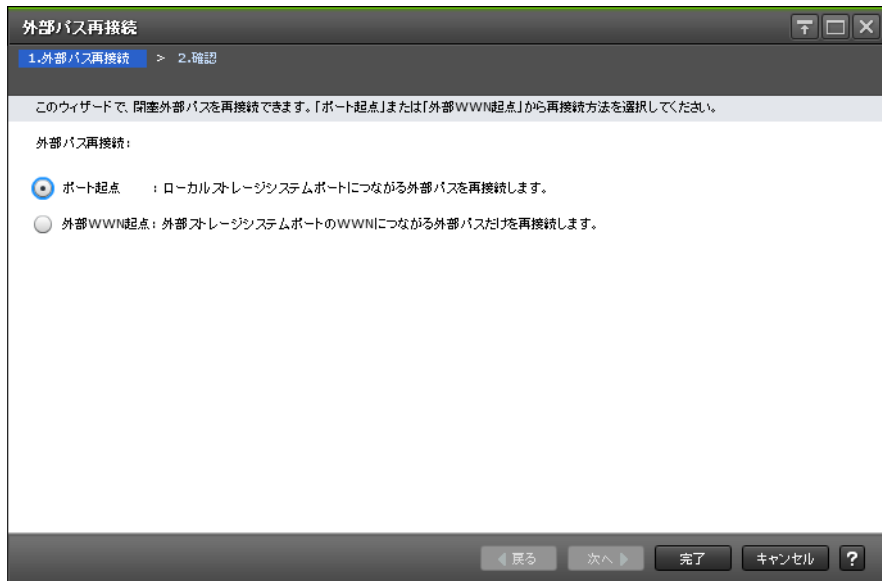 外部パス再接続
1.外部パス再接続 > 2.確認
このウィザードで、閉塞外部パスを再接続できます。「ポート起点」または「外部WWN起点」から再接続方法を選択してください。
外部パス再接続:
ポート起点 : ローカルストレージシステムポートにつながる外部パスを再接続します。
外部WWN起点: 外部ストレージシステムポートのWWNにつながる外部パスだけを再接続します。
戻る 次へ 完了 キャンセル ?